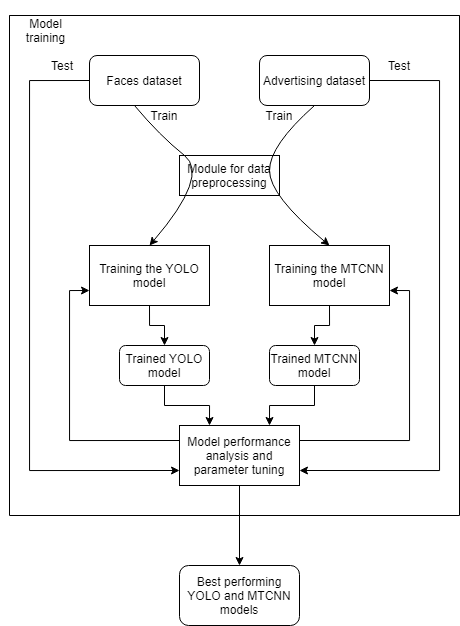 Model
training
Test
Faces dataset
Advertising dataset
Test
Train
Train
Module for data
preprocessing
Training the YOLO
model
Training the MTCNN
model
Trained YOLO
model
Trained MTCNN
model
Model performance
analysis and
parameter tuning
Best performing
YOLO and MTCNN
models